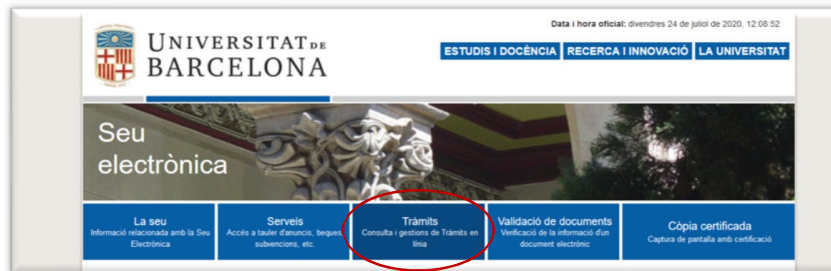 Data i hora oficial: divendres 24 de juliol de 2020, 12:08:52
UNIVERSITAT DE
BARCELONA
ESTUDIS I DOCÈNCIA RECERCA I INNOVACIÓ LA UNIVERSITAT
Seu
electrònica
La seu
Informació relacionada amb la Seu
Electrònica
Serveis
Accés a tauler d'anuncis, beques,
subvencions, etc.
Tràmits
Consulta i gestions de Tràmits en
línia
Validació de documents
Verificació de la informació d'un
document electrònic
Còpia certificada
Captura de pantalla amb certificació